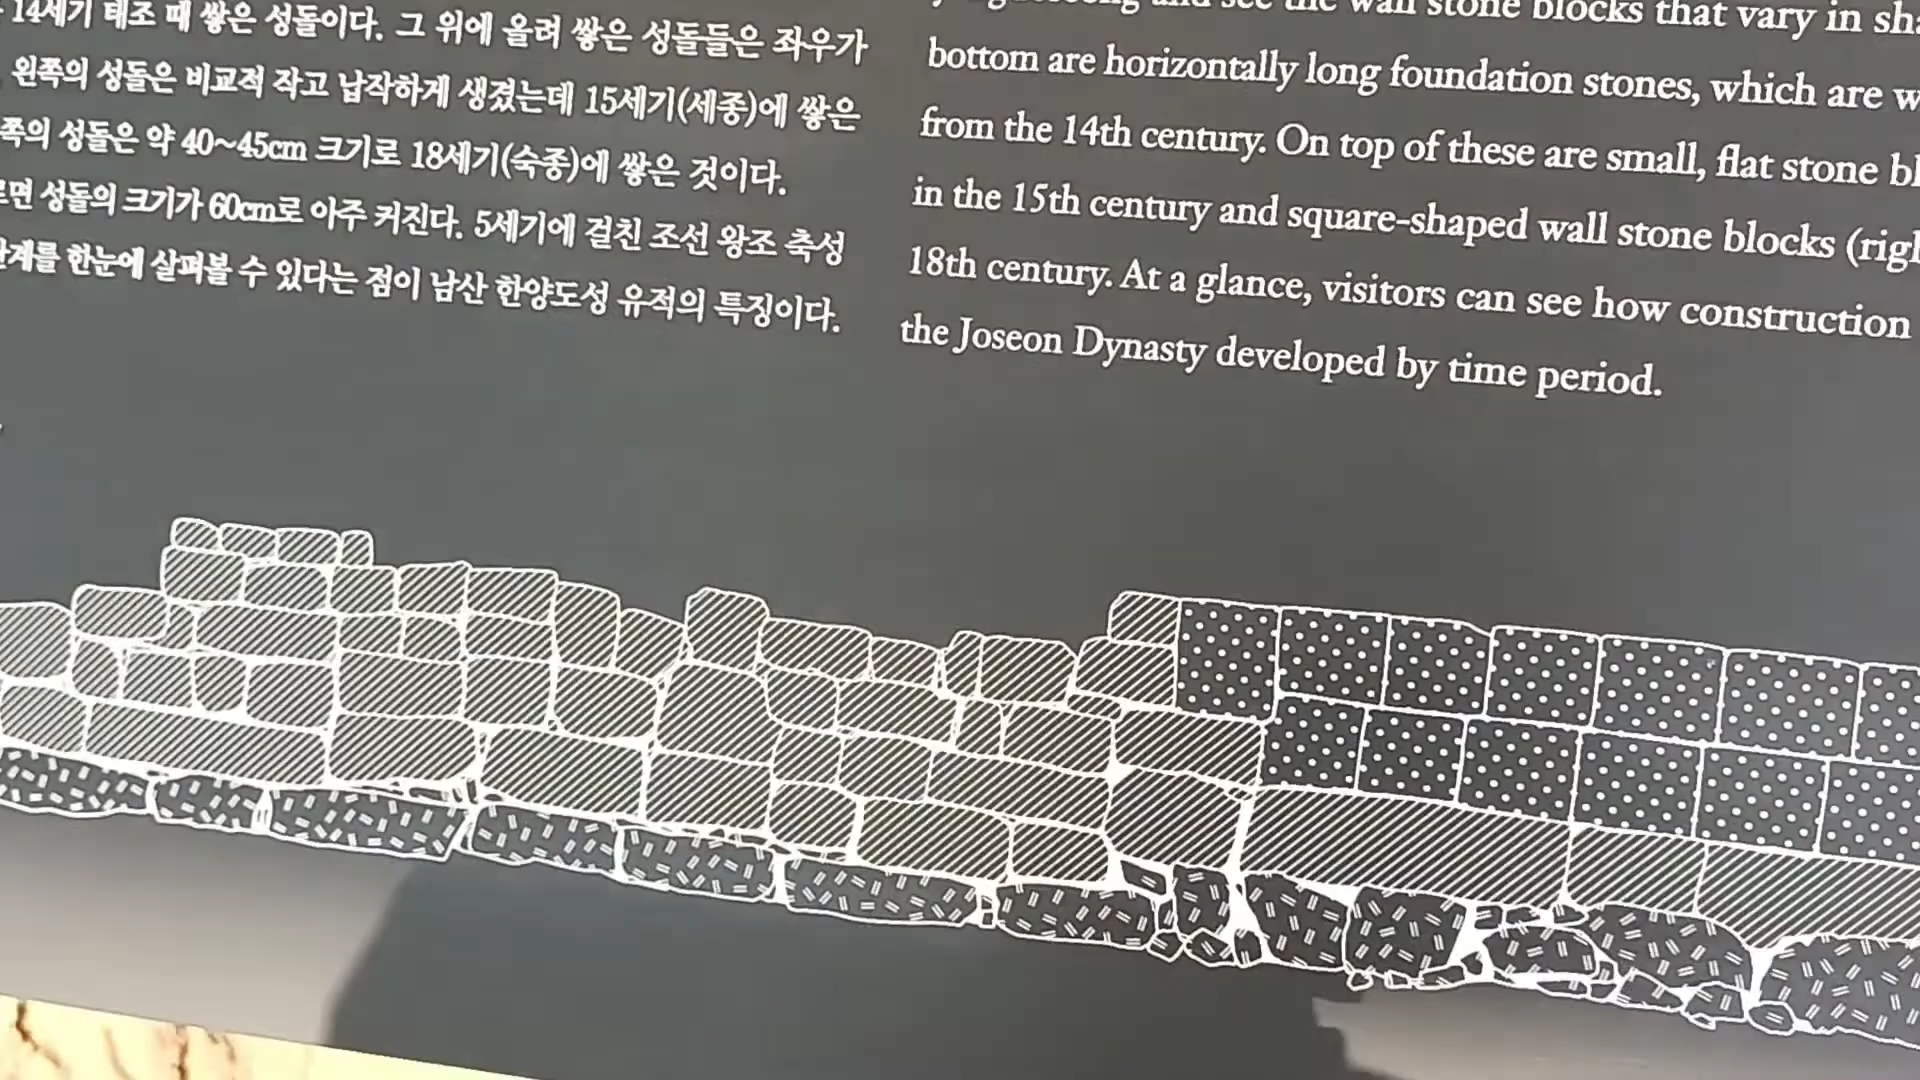 14세기 태조 때 쌓은 성돌이다. 그 위에 올려 쌓은 성돌들은 좌우가
왼쪽의 성돌은 비교적 작고 납작하게 생겼는데 15세기(세종)에 쌓은
쪽의 성돌은 약 40~45cm 크기로 18세기(숙종)에 쌓은 것이다.
르면 성돌의 크기가 60cm로 아주 커진다. 5세기에 걸친 조선 왕조 축성
한눈에 살펴볼 수 있다는 점이 남산 한양도성 유적의 특징이다.
and see the wall stone blocks that vary in
bottom are horizontally long foundation stones, which are
from the 14th century. On top of these are small, flat stone
in the 15th century and square-shaped wall stone blocks
18th century. At a glance, visitors can see how construction
the Joseon Dynasty developed by time period.